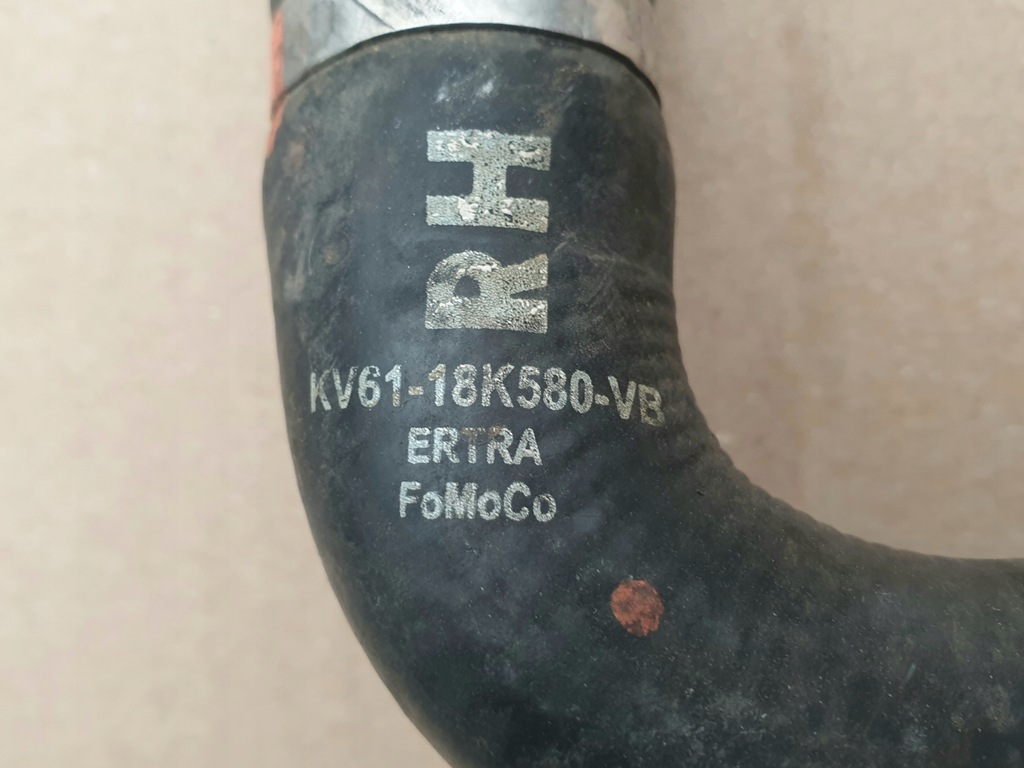 RH
KV61-18K580-VB
ERTRA
FoMoCo